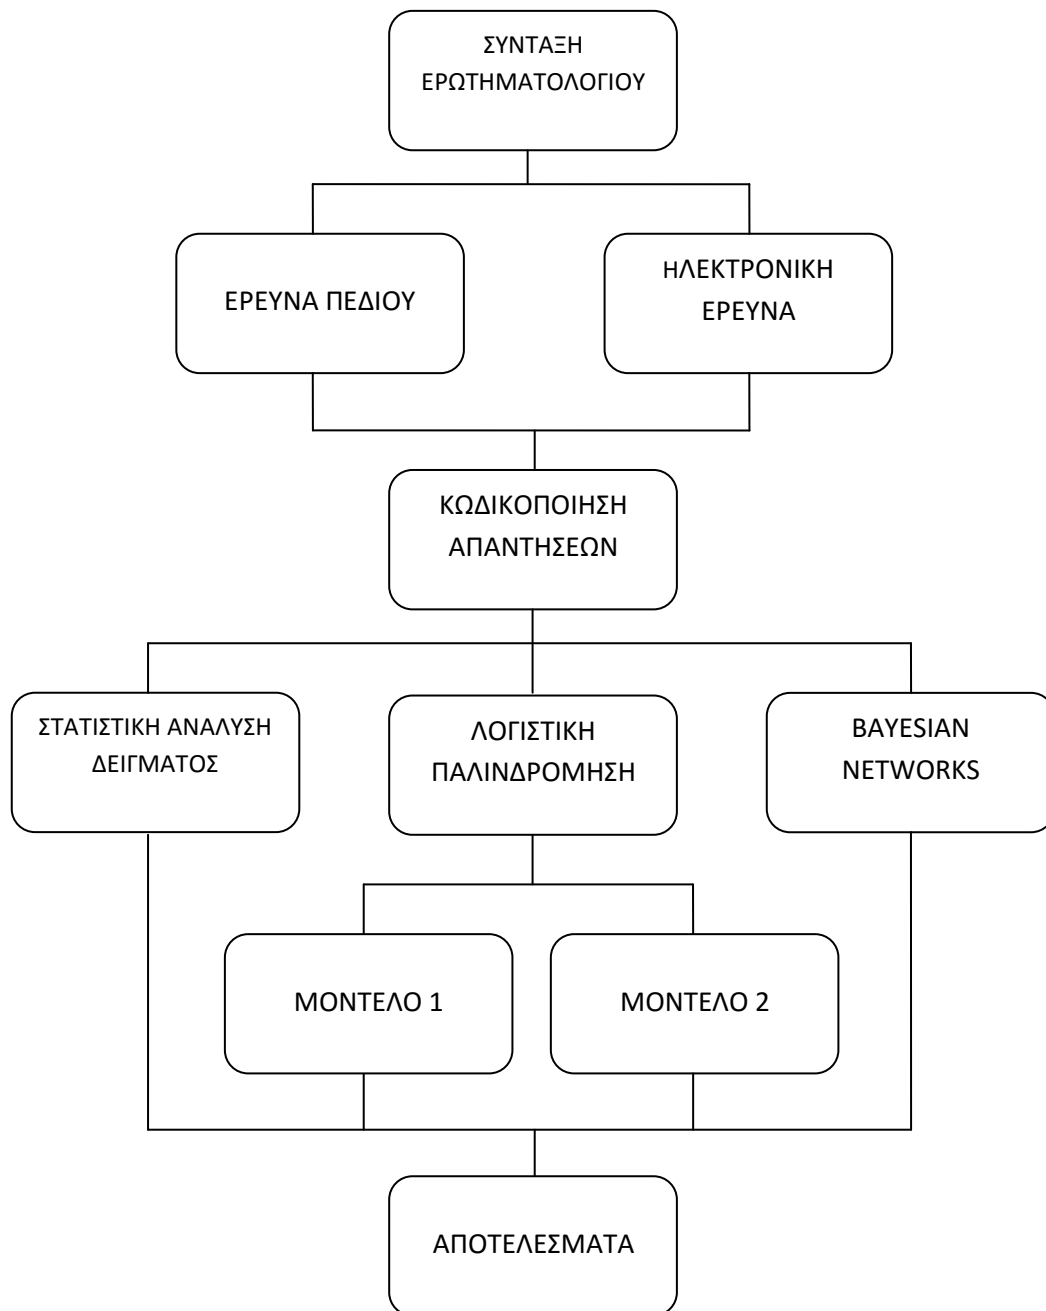 ΣΥΝΤΑΞΗ
ΕΡΩΤΗΜΑΤΟΛΟΓΙΟΥ
ΕΡΕΥΝΑ ΠΕΔΙΟΥ
ΗΛΕΚΤΡΟΝΙΚΗ
ΕΡΕΥΝΑ
ΚΩΔΙΚΟΠΟΙΗΣΗ
ΑΠΑΝΤΗΣΕΩΝ
ΣΤΑΤΙΣΤΙΚΗ ΑΝΑΛΥΣΗ
ΔΕΙΓΜΑΤΟΣ
ΛΟΓΙΣΤΙΚΗ
ΠΑΛΙΝΔΡΟΜΗΣΗ
BAYESIAN
NETWORKS
ΜΟΝΤΕΛΟ 1
ΜΟΝΤΕΛΟ 2
ΑΠΟΤΕΛΕΣΜΑΤΑ